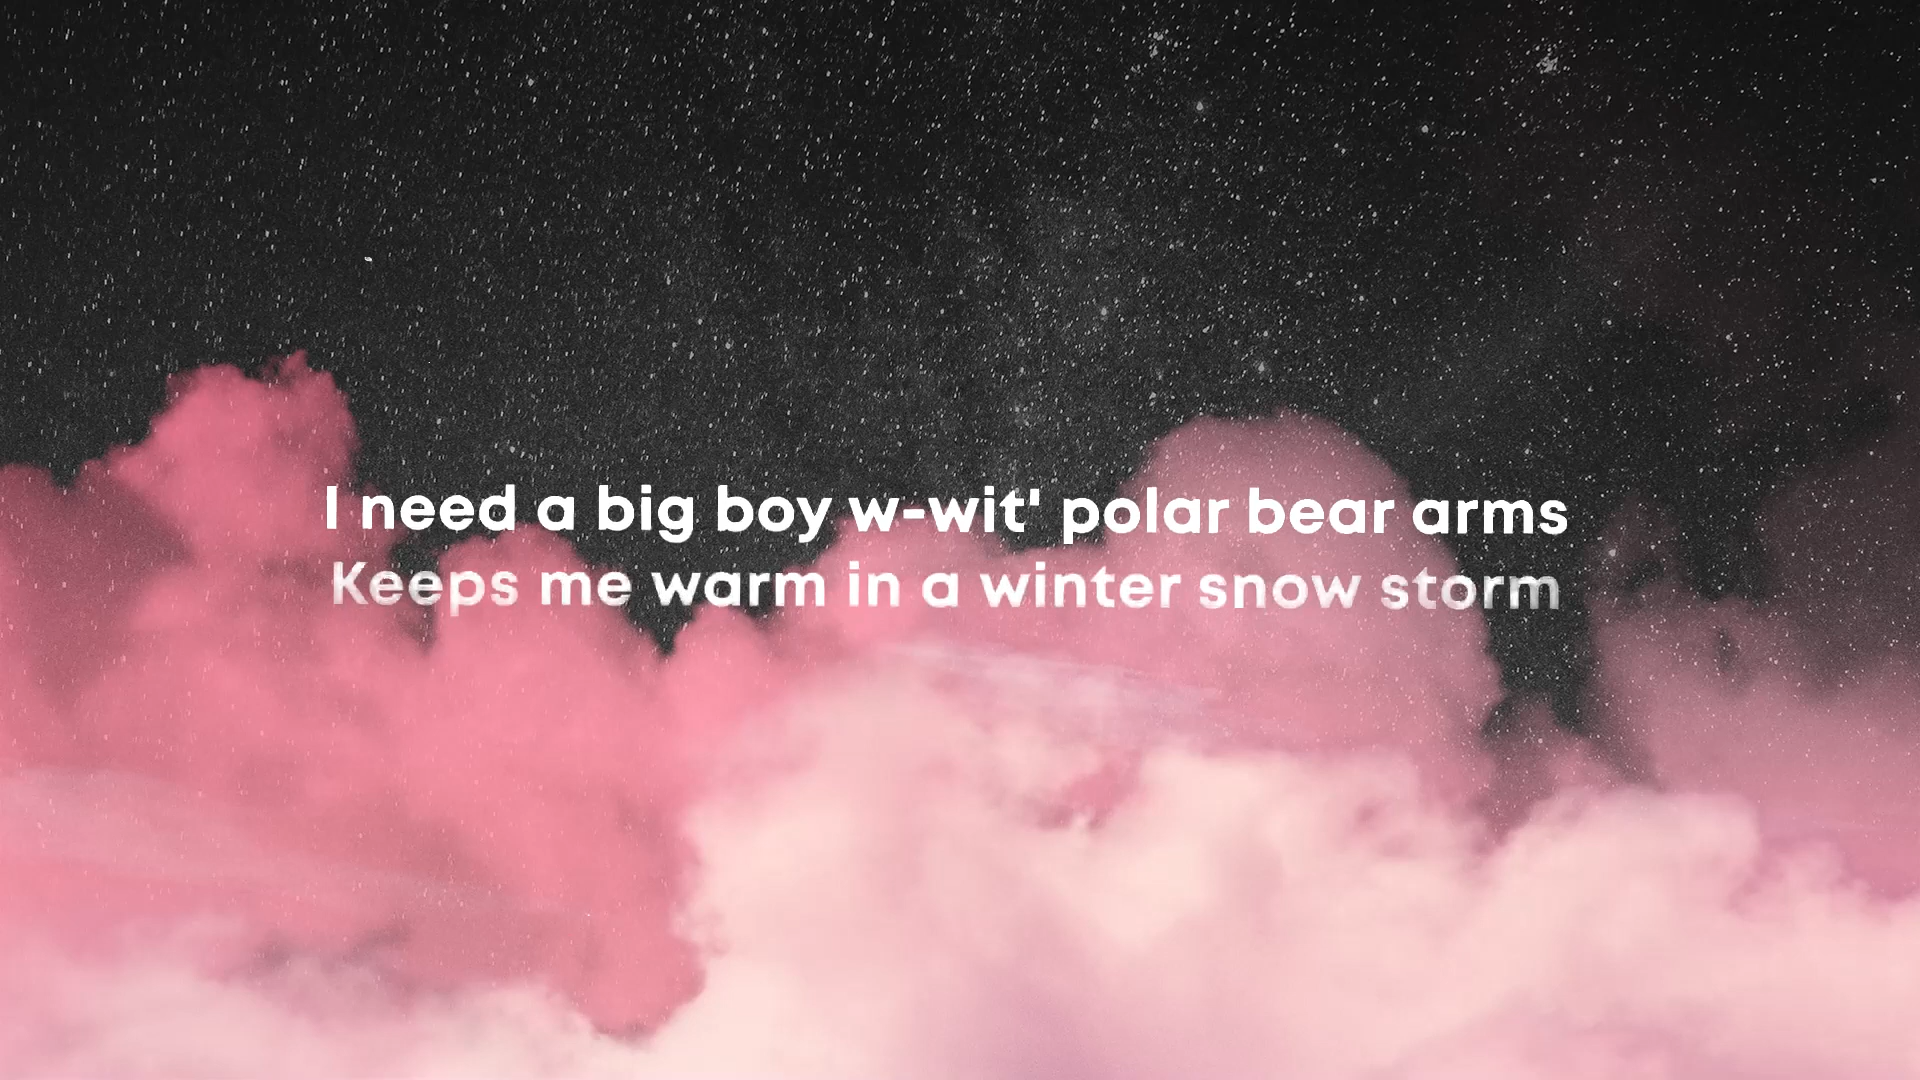 I need a big boy w-wit' polar bear arms
Keeps me warm in a winter snow storm